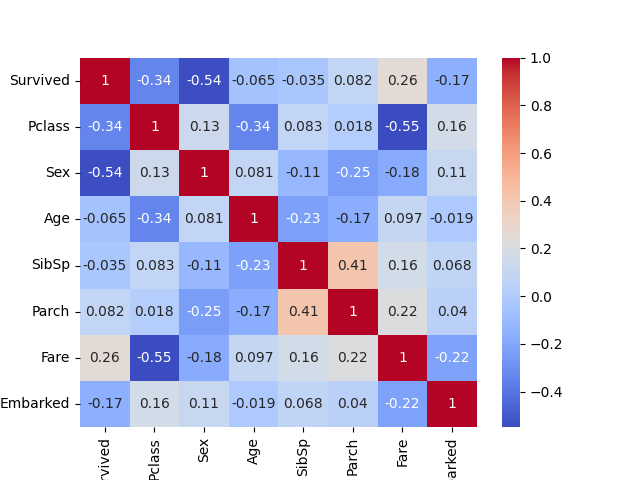 Survived 1 -0.34 -0.54 -0.065 -0.035 0.082 0.26 -0.17
Pclass -0.34 1 0.13 -0.34 0.083 0.018 -0.55 0.16
Sex -0.54 0.13 1 0.081 -0.11 -0.25 -0.18 0.11
Age -0.065 -0.34 0.081 1 -0.23 -0.17 0.097 -0.019
SibSp -0.035 0.083 -0.11 -0.23 1 0.41 0.16 0.068
Parch 0.082 0.018 -0.25 -0.17 0.41 1 0.22 0.04
Fare 0.26 -0.55 -0.18 0.097 0.16 0.22 1 -0.22
Embarked -0.17 0.16 0.11 -0.019 0.068 0.04 -0.22 1
rvived Pclass Sex Age SibSp Parch Fare arked
1.0
0.8
0.6
0.4
0.2
0.0
−0.2
−0.4